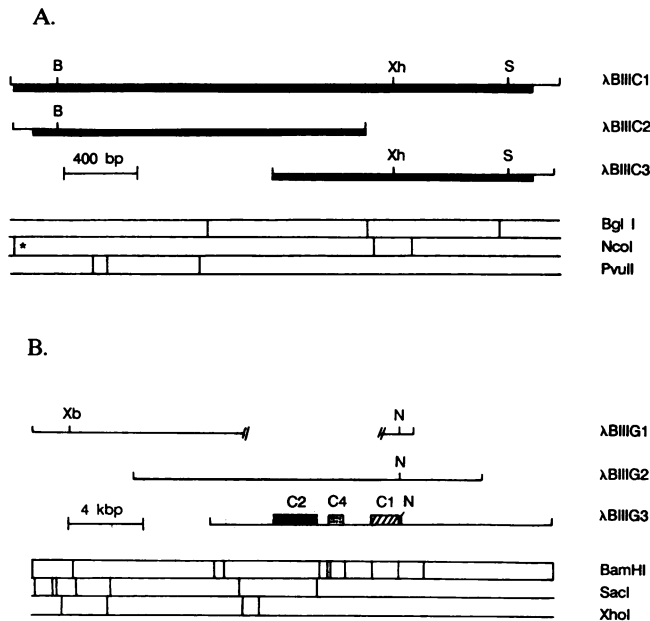 A.
B Xh S λBIIIC1
B λBIIIC2
400 bp Xh S λBIIIC3
Bgl I
* NcoI
PvuII
B.
Xb N λBIIIG1
N λBIIIG2
4 kbp C2 C4 C1 N λBIIIG3
BamHI
SacI
XhoI